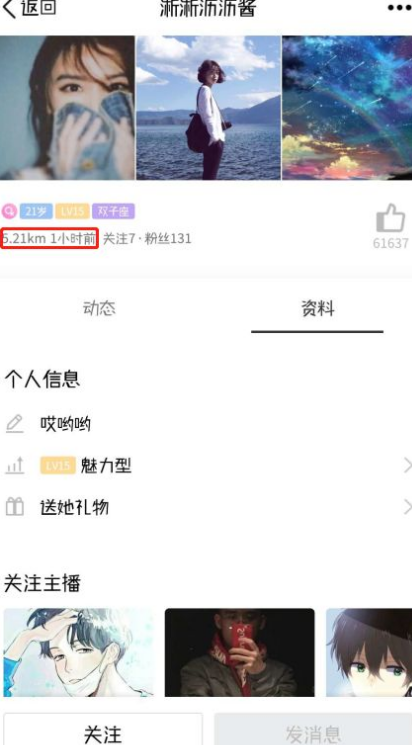 返回 淅淅沥沥酱
21岁 LV15 双子座
5.21km 1小时前 关注7·粉丝131
61637
动态 资料
个人信息
哎哟哟
LV15 魅力型
送她礼物
关注主播
关注 发消息